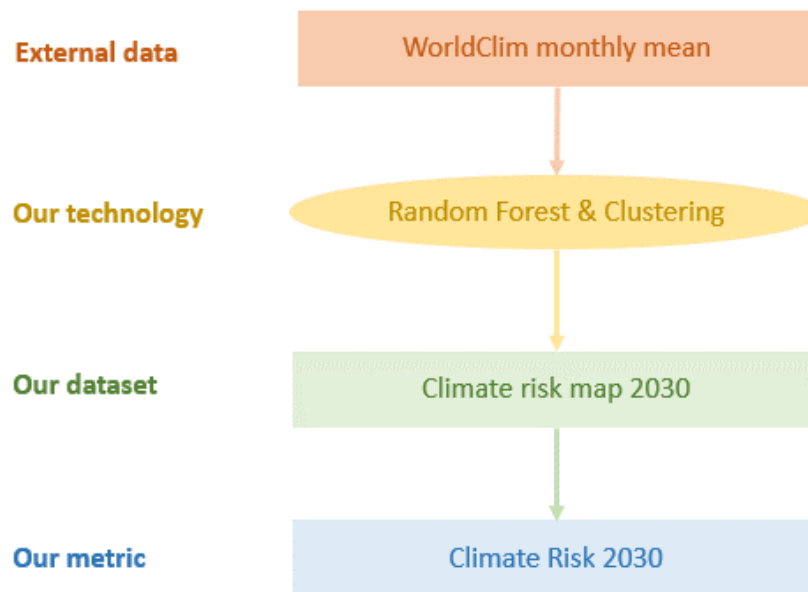 External data
WorldClim monthly mean
Our technology
Random Forest & Clustering
Our dataset
Climate risk map 2030
Our metric
Climate Risk 2030